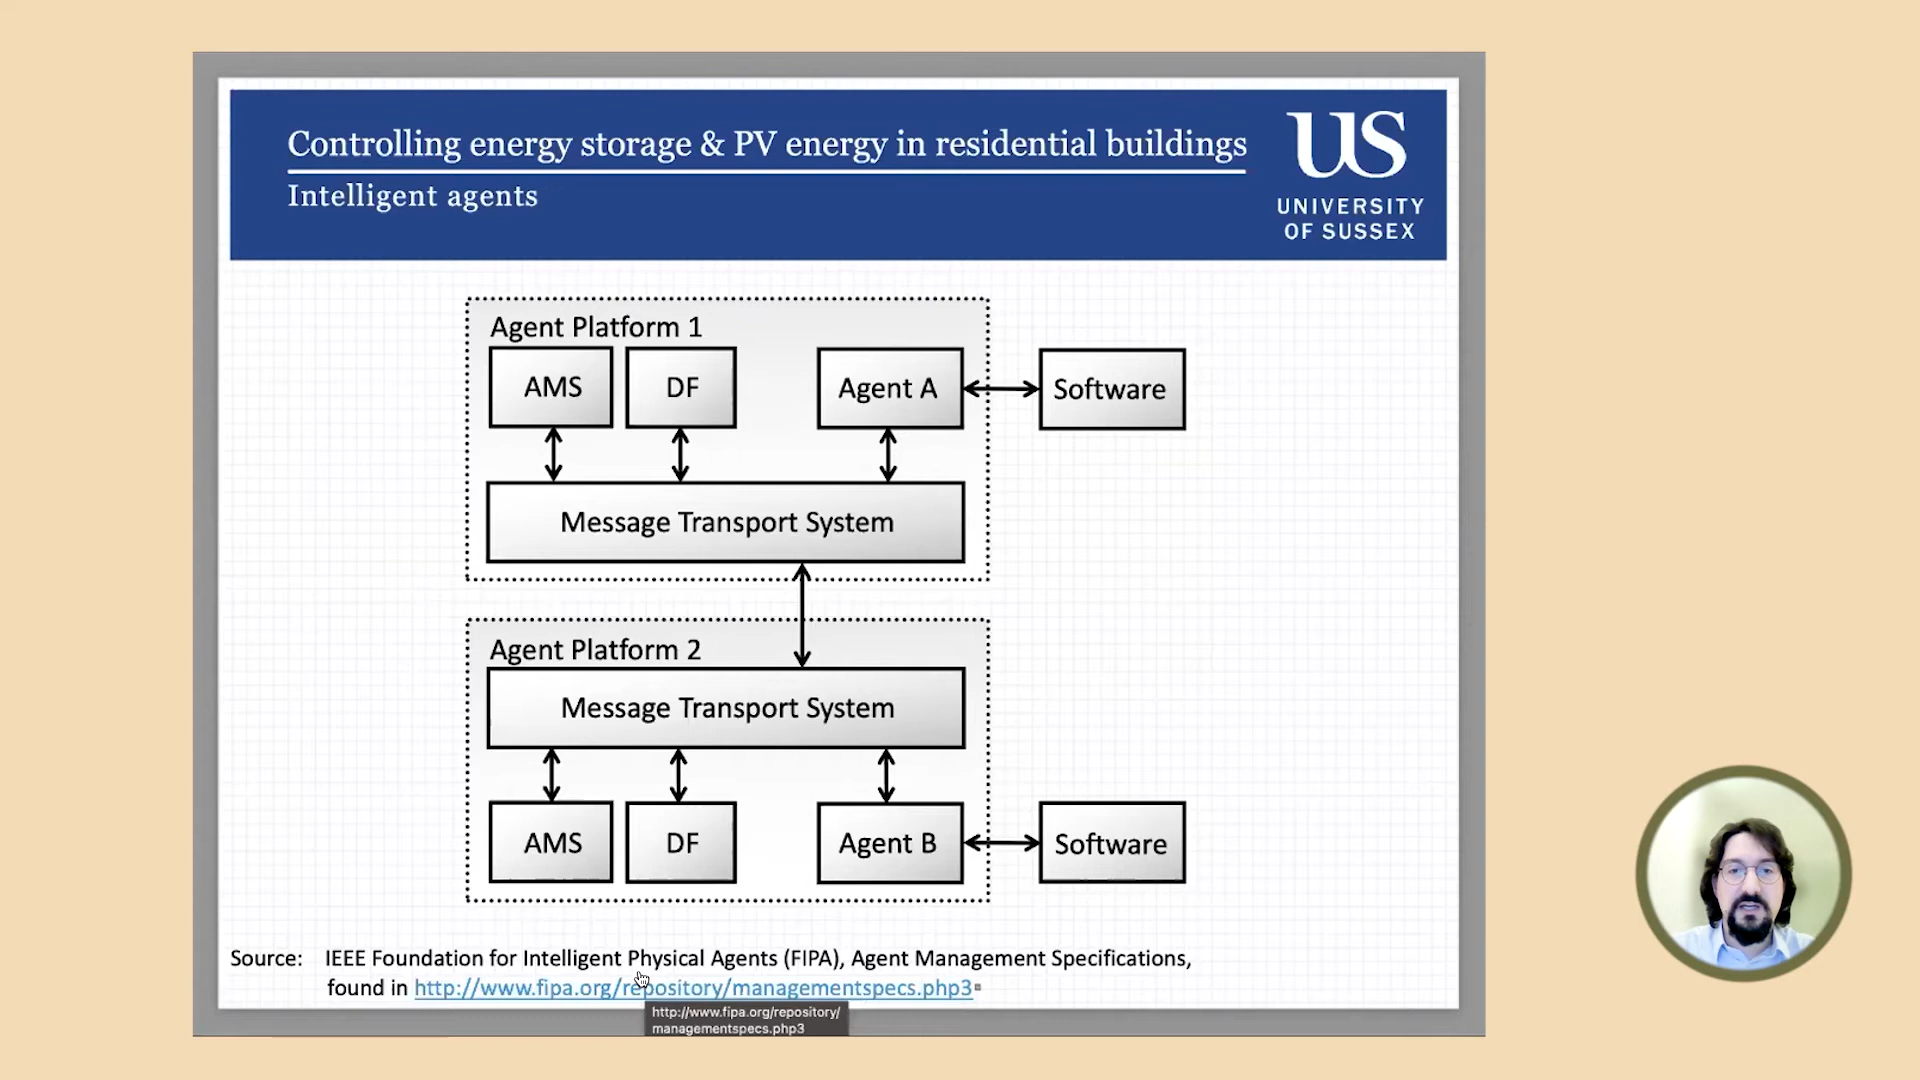 Controlling energy storage & PV energy in residential buildings
Intelligent agents
US
UNIVERSITY
OF SUSSEX
Agent Platform 1
AMS
DF
Agent A
Software
Message Transport System
Agent Platform 2
Message Transport System
AMS
DF
Agent B
Software
Source: IEEE Foundation for Intelligent Physical Agents (FIPA), Agent Management Specifications,
found in http://www.fipa.org/repository/managementspecs.php3
http://www.fipa.org/repository/
managementspecs.php3